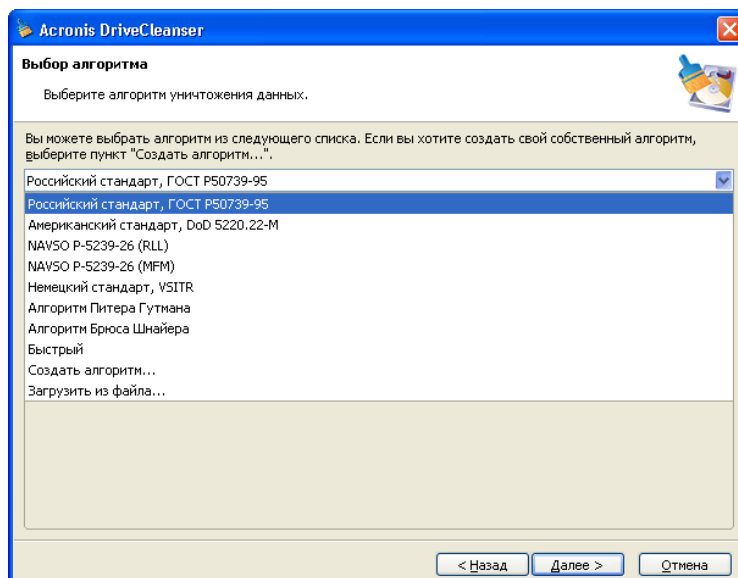 Acronis DriveCleanser
Выбор алгоритма
Выберите алгоритм уничтожения данных.
Вы можете выбрать алгоритм из следующего списка. Если вы хотите создать свой собственный алгоритм,
выберите пункт "Создать алгоритм...".
Российский стандарт, ГОСТ Р50739-95
Российский стандарт, ГОСТ Р50739-95
Американский стандарт, DoD 5220.22-M
NAVSO P-5239-26 (RLL)
NAVSO P-5239-26 (MFM)
Немецкий стандарт, VSITR
Алгоритм Питера Гутмана
Алгоритм Брюса Шнайера
Быстрый
Создать алгоритм...
Загрузить из файла...
< Назад Далее > Отмена